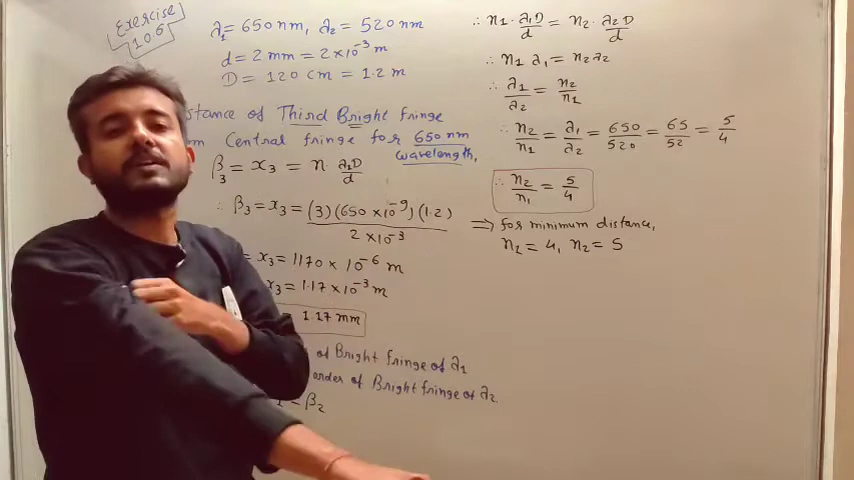 Exercise
10.6
λ₁ = 650 nm, λ₂ = 520 nm
d = 2 mm = 2 × 10⁻³ m
D = 120 cm = 1.2 m
stance of Third Bright fringe
m Central fringe for 650 nm
wavelength,
β₃ = x₃ = n · λ₁D/d
∴ β₃ = x₃ = (3)(650 × 10⁻⁹)(1.2) / 2 × 10⁻³
= x₃ = 1170 × 10⁻⁶ m
x₃ = 1.17 × 10⁻³ m
= 1.17 mm
of Bright fringe of λ₁
order of Bright fringe of λ₂
= β₂
∴ n₁ · λ₁D/d = n₂ · λ₂D/d
∴ n₁ λ₁ = n₂ λ₂
∴ λ₁/λ₂ = n₂/n₁
∴ n₂/n₁ = λ₁/λ₂ = 650/520 = 65/52 = 5/4
∴ n₂/n₁ = 5/4
⇒ for minimum distance,
n₁ = 4, n₂ = 5